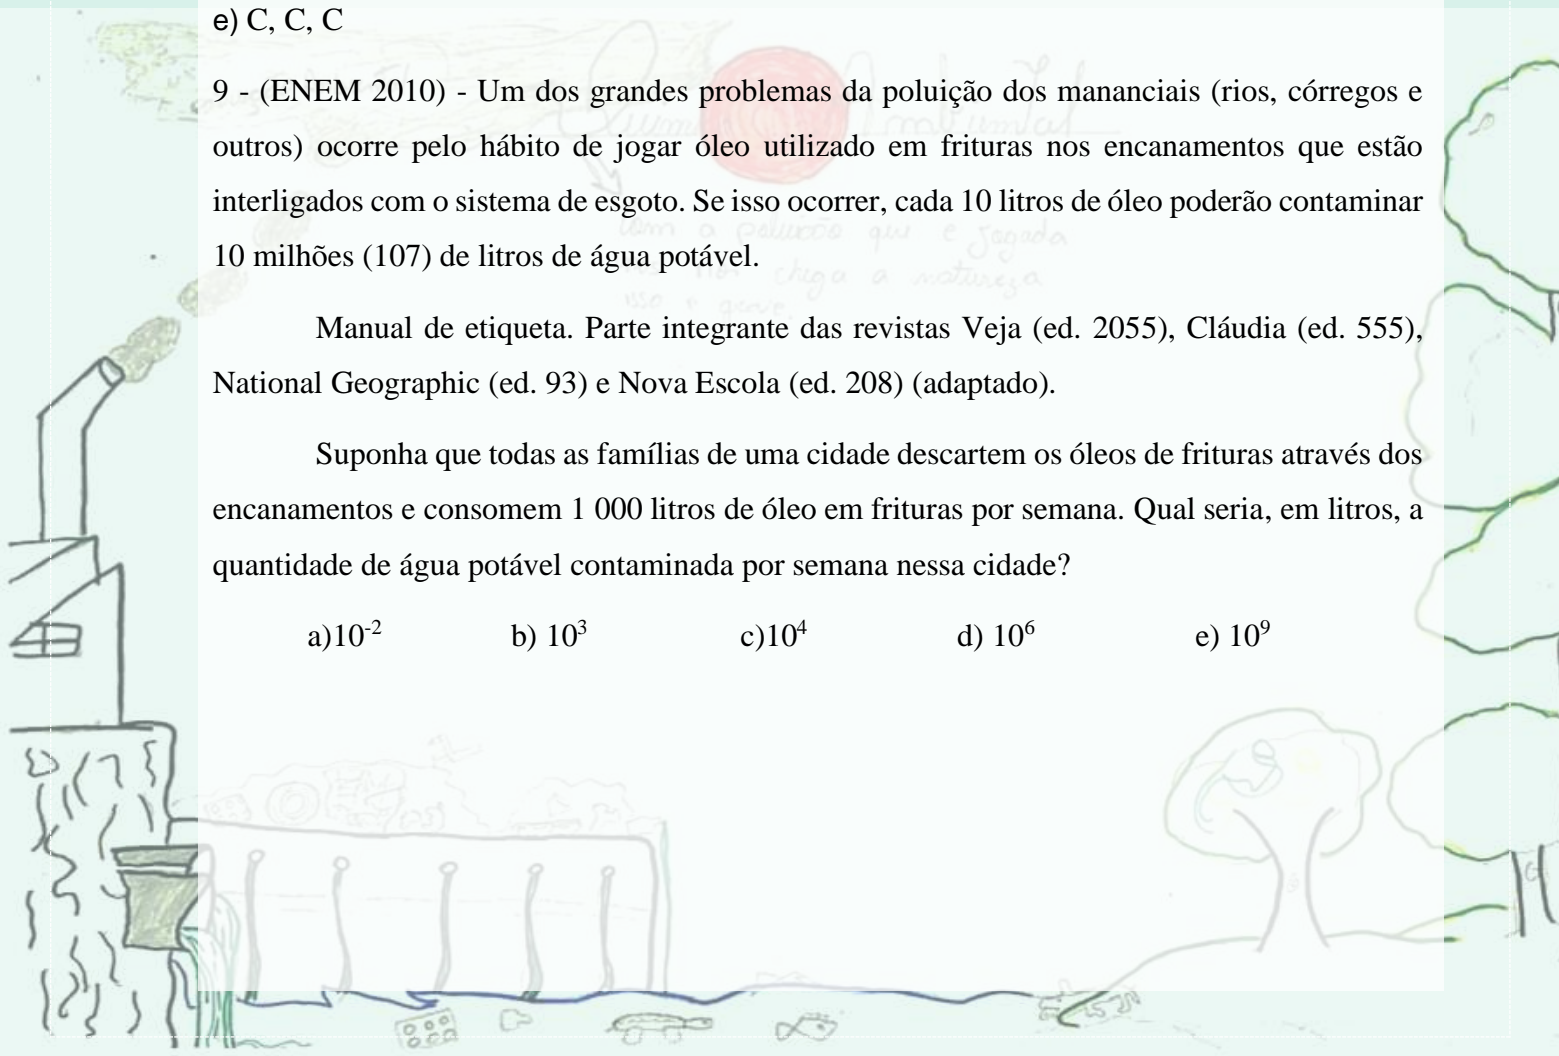 e) C, C, C
9 - (ENEM 2010) - Um dos grandes problemas da poluição dos mananciais (rios, córregos e
outros) ocorre pelo hábito de jogar óleo utilizado em frituras nos encanamentos que estão
interligados com o sistema de esgoto. Se isso ocorrer, cada 10 litros de óleo poderão contaminar
10 milhões (107) de litros de água potável.
Manual de etiqueta. Parte integrante das revistas Veja (ed. 2055), Cláudia (ed. 555),
National Geographic (ed. 93) e Nova Escola (ed. 208) (adaptado).
Suponha que todas as famílias de uma cidade descartem os óleos de frituras através dos
encanamentos e consomem 1 000 litros de óleo em frituras por semana. Qual seria, em litros, a
quantidade de água potável contaminada por semana nessa cidade?
a)10⁻² b) 10³ c)10⁴ d) 10⁶ e) 10⁹